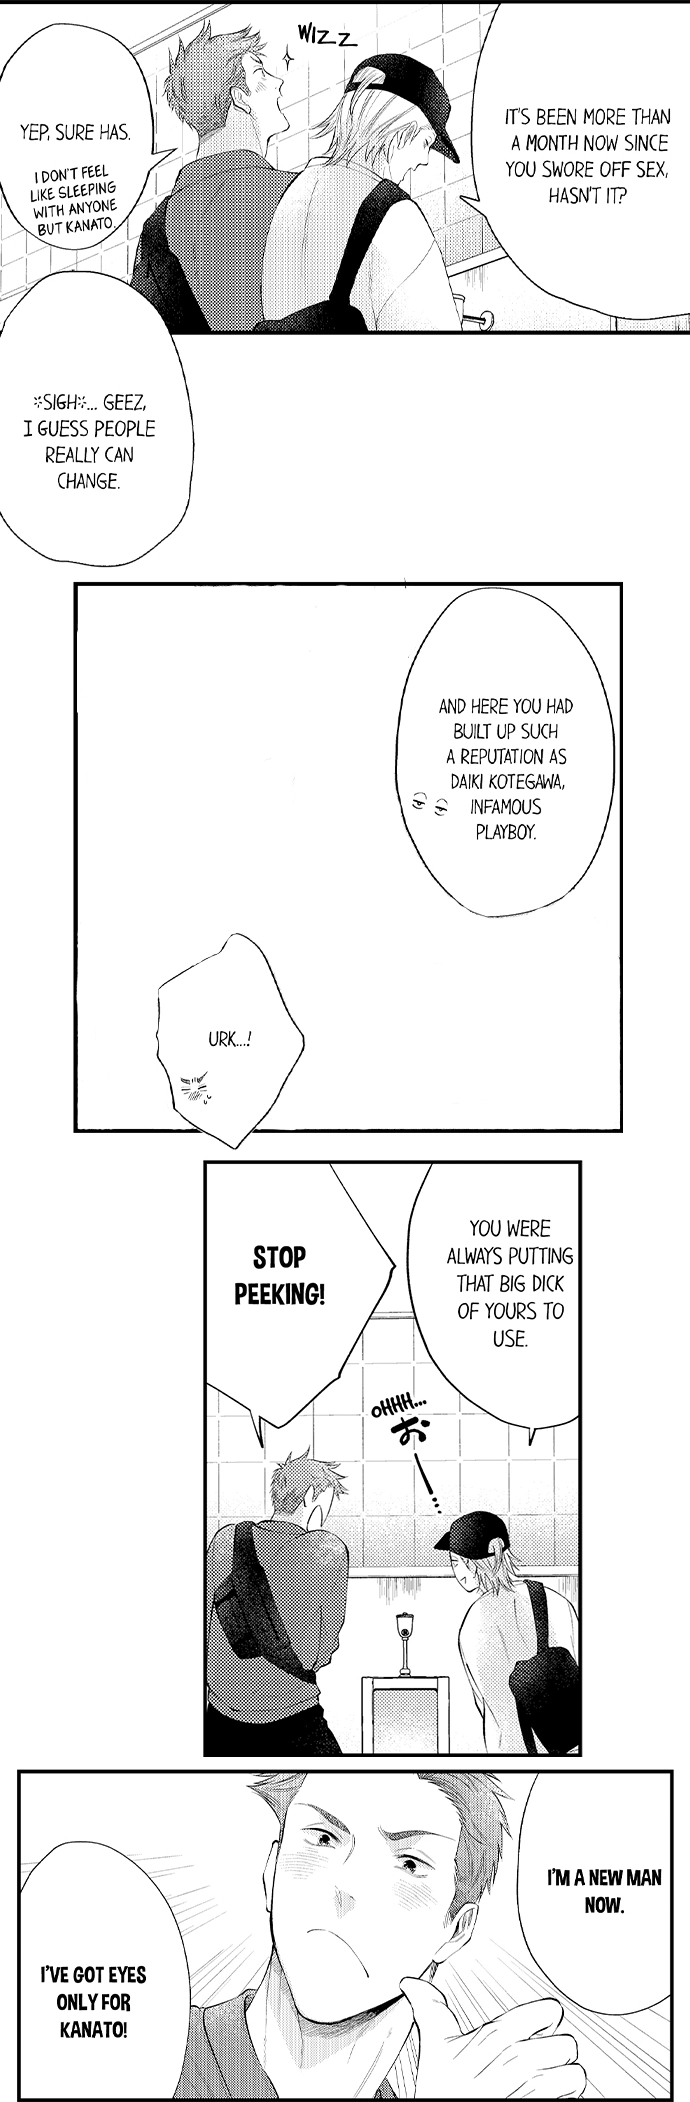 IT'S BEEN MORE THAN
A MONTH NOW SINCE
YOU SWORE OFF SEX,
HASN'T IT?
WIZZ
YEP, SURE HAS.
I DON'T FEEL
LIKE SLEEPING
WITH ANYONE
BUT KANATO.
*SIGH*... GEEZ,
I GUESS PEOPLE
REALLY CAN
CHANGE.
AND HERE YOU HAD
BUILT UP SUCH
A REPUTATION AS
DAIKI KOTEGAWA,
INFAMOUS
PLAYBOY.
URK...!
YOU WERE
ALWAYS PUTTING
THAT BIG DICK
OF YOURS TO
USE.
OHHH...
おー…
STOP
PEEKING!
I'M A NEW MAN
NOW.
I'VE GOT EYES
ONLY FOR
KANATO!